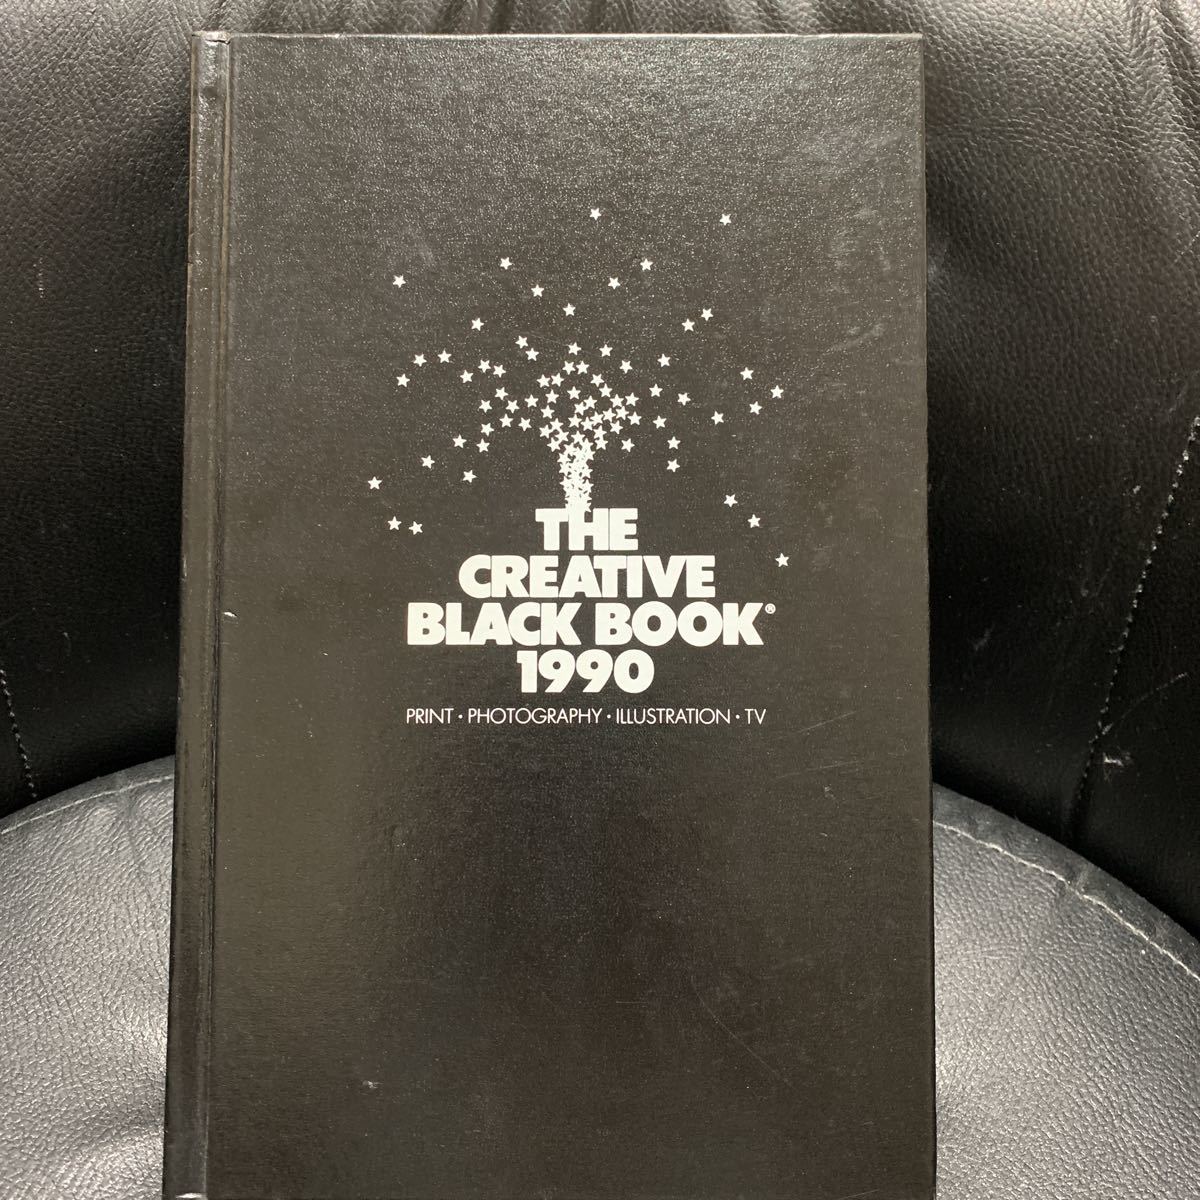 THE
CREATIVE
BLACK BOOK®
1990
PRINT · PHOTOGRAPHY · ILLUSTRATION · TV